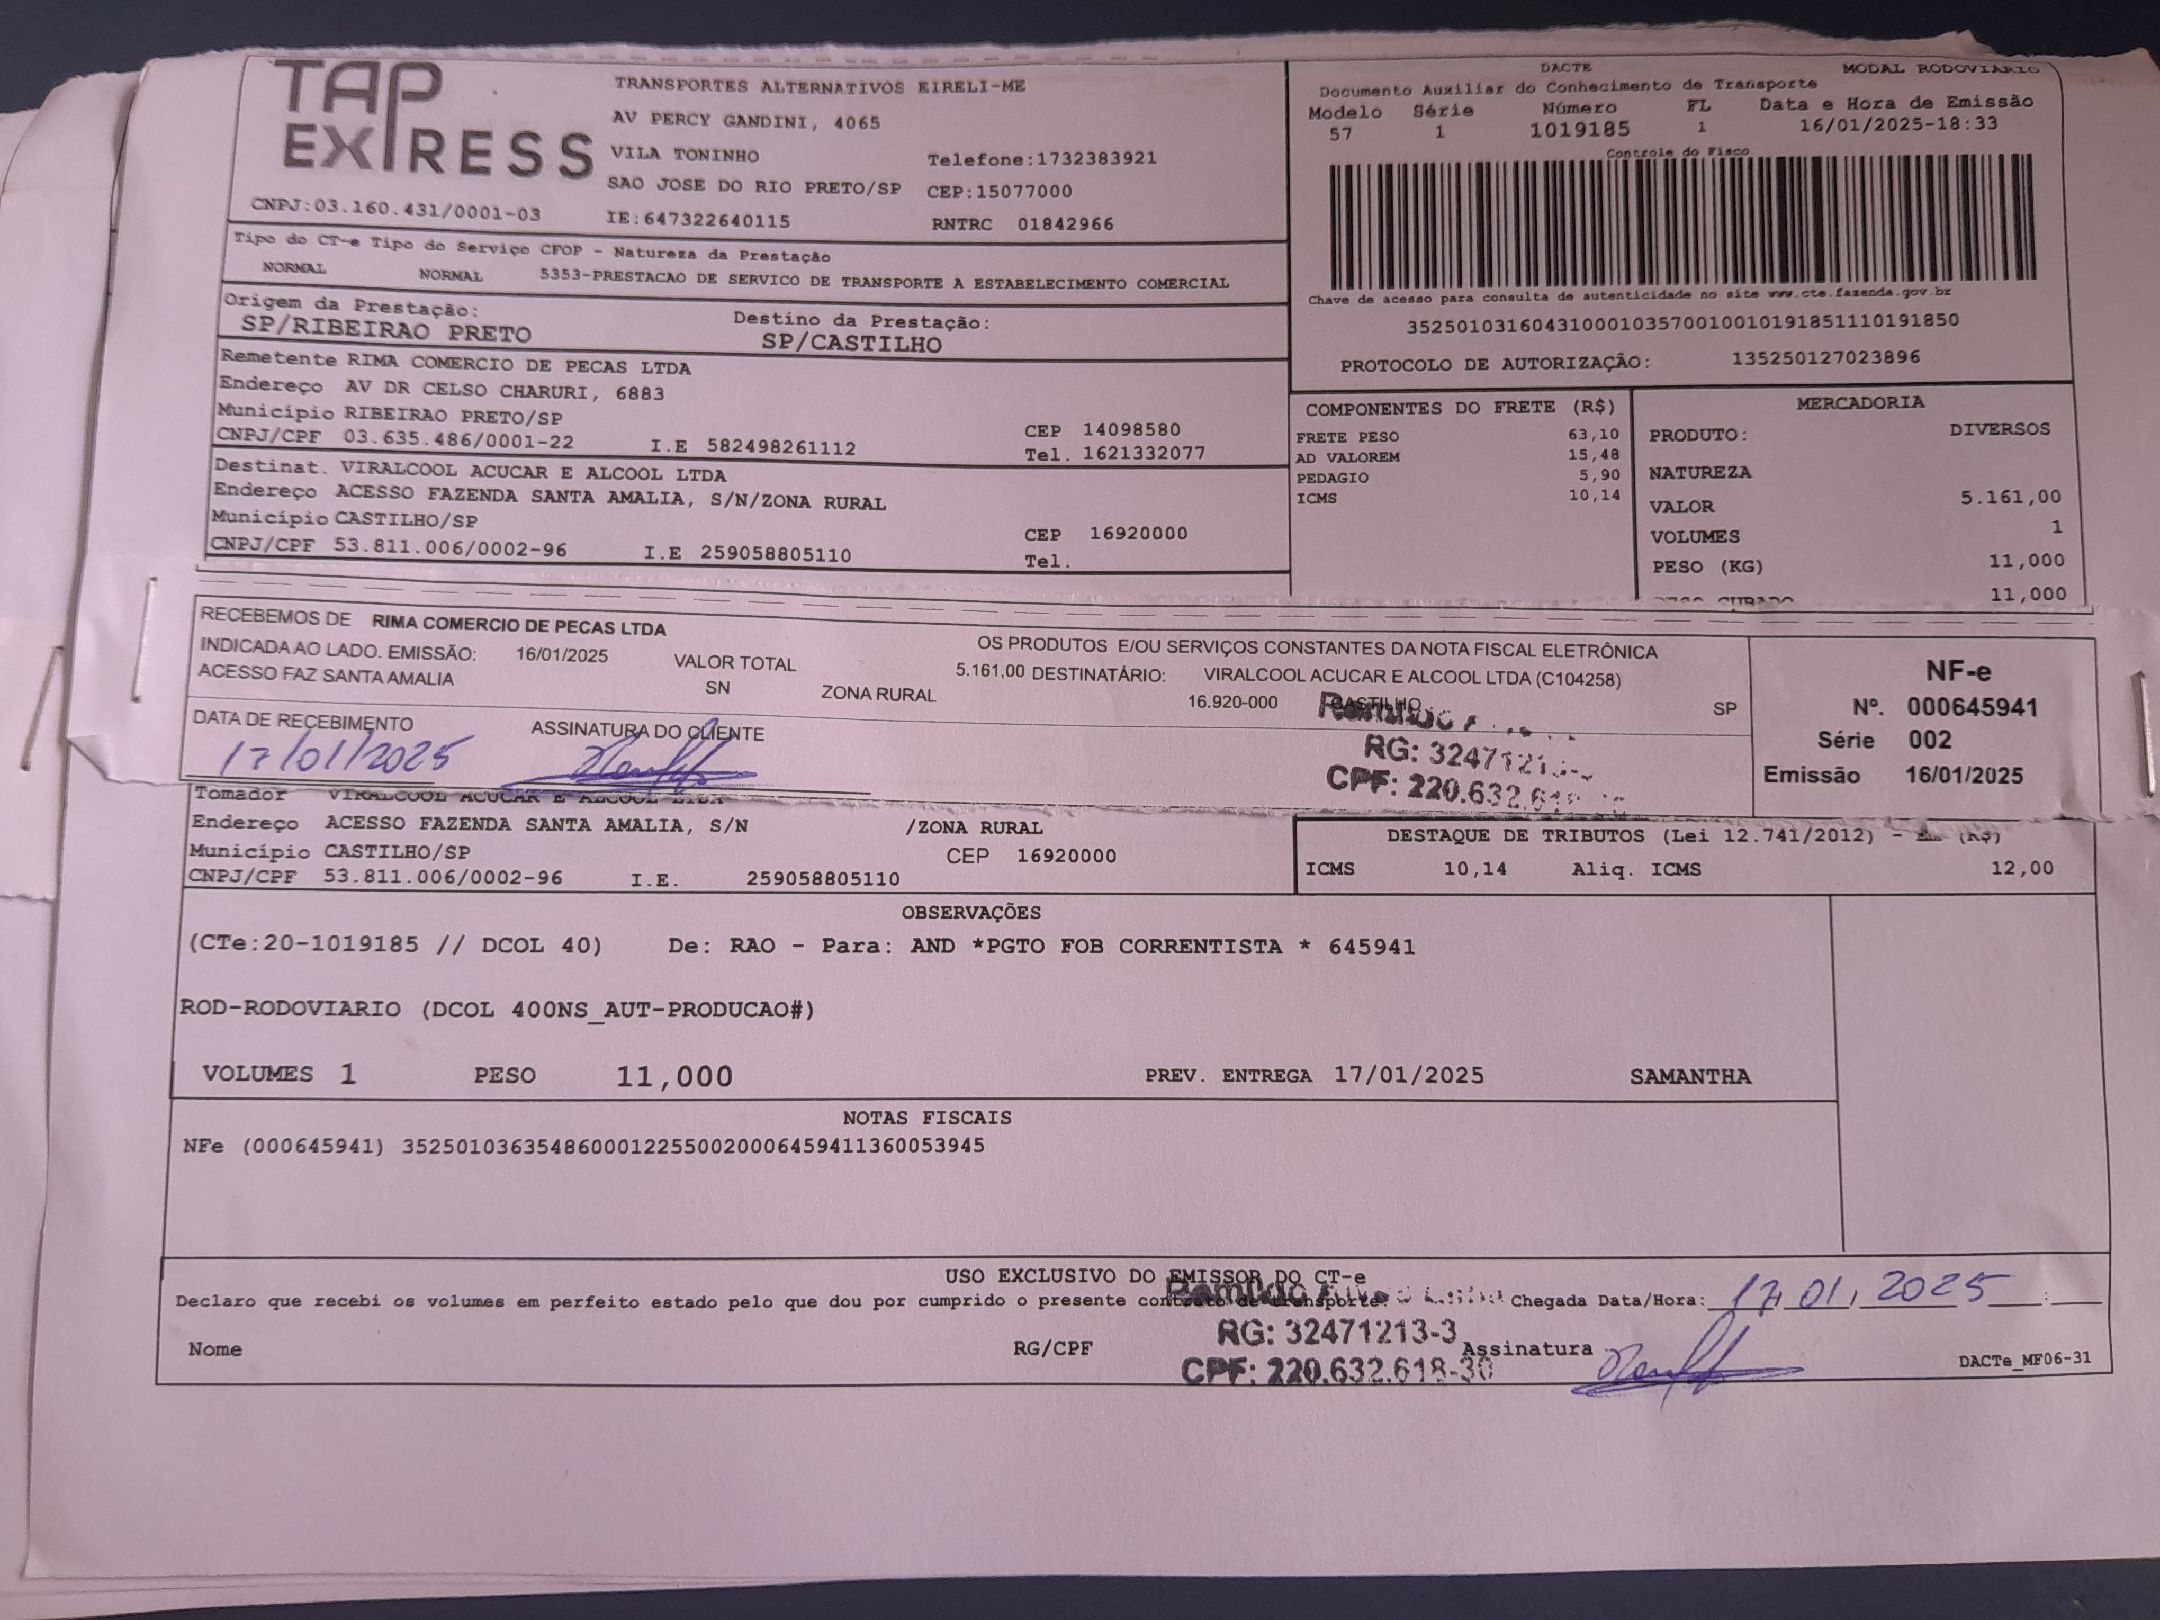 TAP EXPRESS
TRANSPORTES ALTERNATIVOS EIRELI-ME
AV PERCY GANDINI, 4065
VILA TONINHO Telefone:1732383921
SAO JOSE DO RIO PRETO/SP CEP:15077000
CNPJ:03.160.431/0001-03 IE:647322640115 RNTRC 01842966
DACTE MODAL RODOVIARIO
Documento Auxiliar do Conhecimento de Transporte
Modelo Série Número FL Data e Hora de Emissão
57 1 1019185 1 16/01/2025-18:33
Controle do Fisco
Chave de acesso para consulta de autenticidade no site www.cte.fazenda.gov.br
35250103160431000103570010010191851110191850
PROTOCOLO DE AUTORIZAÇÃO: 135250127023896
Tipo do CT-e Tipo do Serviço CFOP - Natureza da Prestação
NORMAL NORMAL 5353-PRESTACAO DE SERVICO DE TRANSPORTE A ESTABELECIMENTO COMERCIAL
Origem da Prestação: Destino da Prestação:
SP/RIBEIRAO PRETO SP/CASTILHO
Remetente RIMA COMERCIO DE PECAS LTDA
Endereço AV DR CELSO CHARURI, 6883
Município RIBEIRAO PRETO/SP CEP 14098580
CNPJ/CPF 03.635.486/0001-22 I.E 582498261112 Tel. 1621332077
Destinat. VIRALCOOL ACUCAR E ALCOOL LTDA
Endereço ACESSO FAZENDA SANTA AMALIA, S/N/ZONA RURAL
Município CASTILHO/SP CEP 16920000
CNPJ/CPF 53.811.006/0002-96 I.E 259058805110 Tel.
COMPONENTES DO FRETE (R$)
FRETE PESO 63,10
AD VALOREM 15,48
PEDAGIO 5,90
ICMS 10,14
MERCADORIA
PRODUTO: DIVERSOS
NATUREZA
VALOR 5.161,00
VOLUMES 1
PESO (KG) 11,000
PESO CUBADO 11,000
RECEBEMOS DE RIMA COMERCIO DE PECAS LTDA OS PRODUTOS E/OU SERVIÇOS CONSTANTES DA NOTA FISCAL ELETRÔNICA
INDICADA AO LADO. EMISSÃO: 16/01/2025 VALOR TOTAL 5.161,00 DESTINATÁRIO: VIRALCOOL ACUCAR E ALCOOL LTDA (C104258)
ACESSO FAZ SANTA AMALIA SN ZONA RURAL 16.920-000 CASTILHO SP
DATA DE RECEBIMENTO ASSINATURA DO CLIENTE
17/01/2025
RG: 32471213-
CPF: 220.632.618
NF-e
Nº. 000645941
Série 002
Emissão 16/01/2025
Tomador VIRALCOOL ACUCAR E ALCOOL LTDA
Endereço ACESSO FAZENDA SANTA AMALIA, S/N /ZONA RURAL
Município CASTILHO/SP CEP 16920000
CNPJ/CPF 53.811.006/0002-96 I.E. 259058805110
DESTAQUE DE TRIBUTOS (Lei 12.741/2012) - Em (R$)
ICMS 10,14 Aliq. ICMS 12,00
OBSERVAÇÕES
(CTe:20-1019185 // DCOL 40) De: RAO - Para: AND *PGTO FOB CORRENTISTA * 645941
ROD-RODOVIARIO (DCOL 400NS_AUT-PRODUCAO#)
VOLUMES 1 PESO 11,000 PREV. ENTREGA 17/01/2025 SAMANTHA
NOTAS FISCAIS
NFe (000645941) 35250103635486000122550020006459411360053945
USO EXCLUSIVO DO EMISSOR DO CT-e
Declaro que recebi os volumes em perfeito estado pelo que dou por cumprido o presente contrato de transporte. Chegada Data/Hora: 17/01/2025
RG: 32471213-3
Nome RG/CPF Assinatura
CPF: 220.632.618-30
DACTe_MF06-31